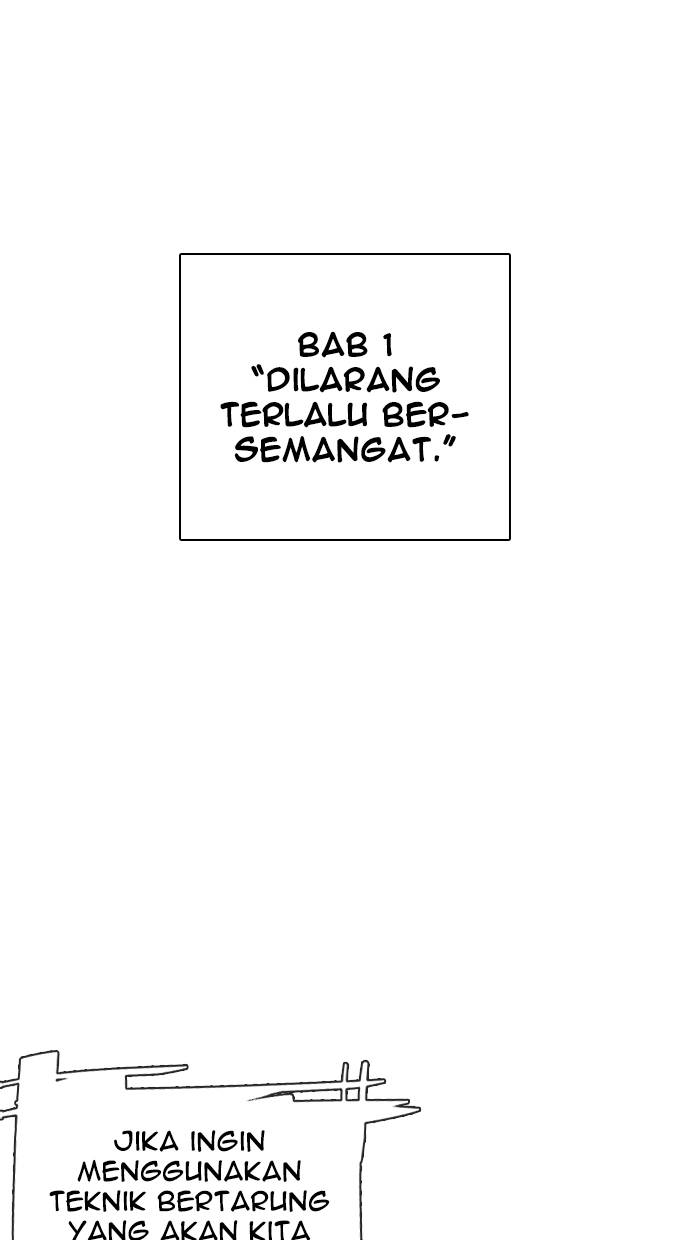 BAB 1
"DILARANG
TERLALU BER-
SEMANGAT."
JIKA INGIN
MENGGUNAKAN
TEKNIK BERTARUNG
YANG AKAN KITA